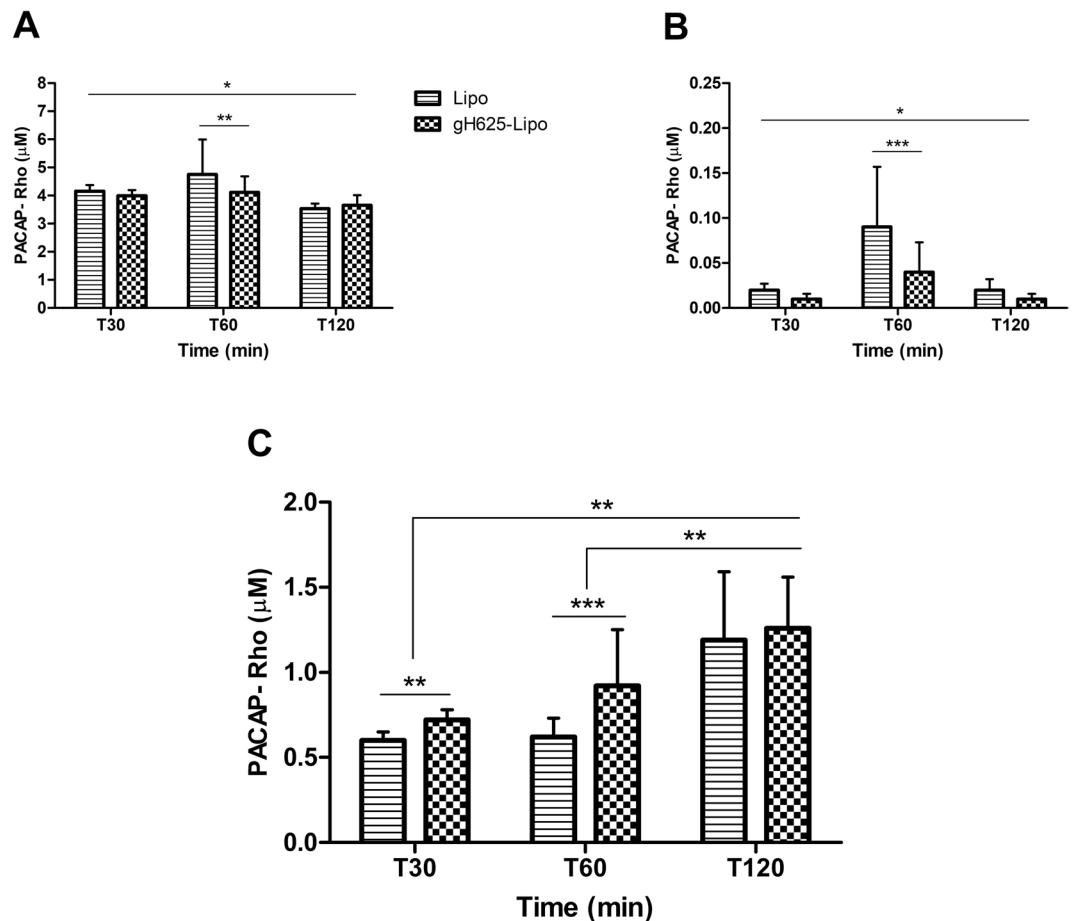 A
PACAP- Rho (μM)
8
7
6
5
4
3
2
1
0
*
**
T30 T60 T120
Time (min)
Lipo
gH625-Lipo
B
PACAP- Rho (μM)
0.25
0.20
0.15
0.10
0.05
0.00
*
***
T30 T60 T120
Time (min)
C
PACAP- Rho (μM)
2.0
1.5
1.0
0.5
0.0
**
**
***
**
T30 T60 T120
Time (min)